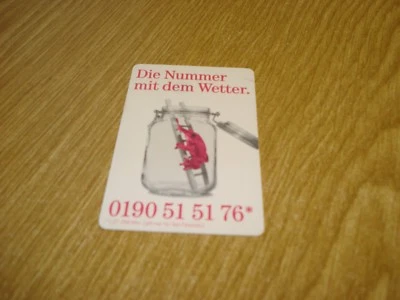 Die Nummer
mit dem Wetter.
0190 51 51 76*